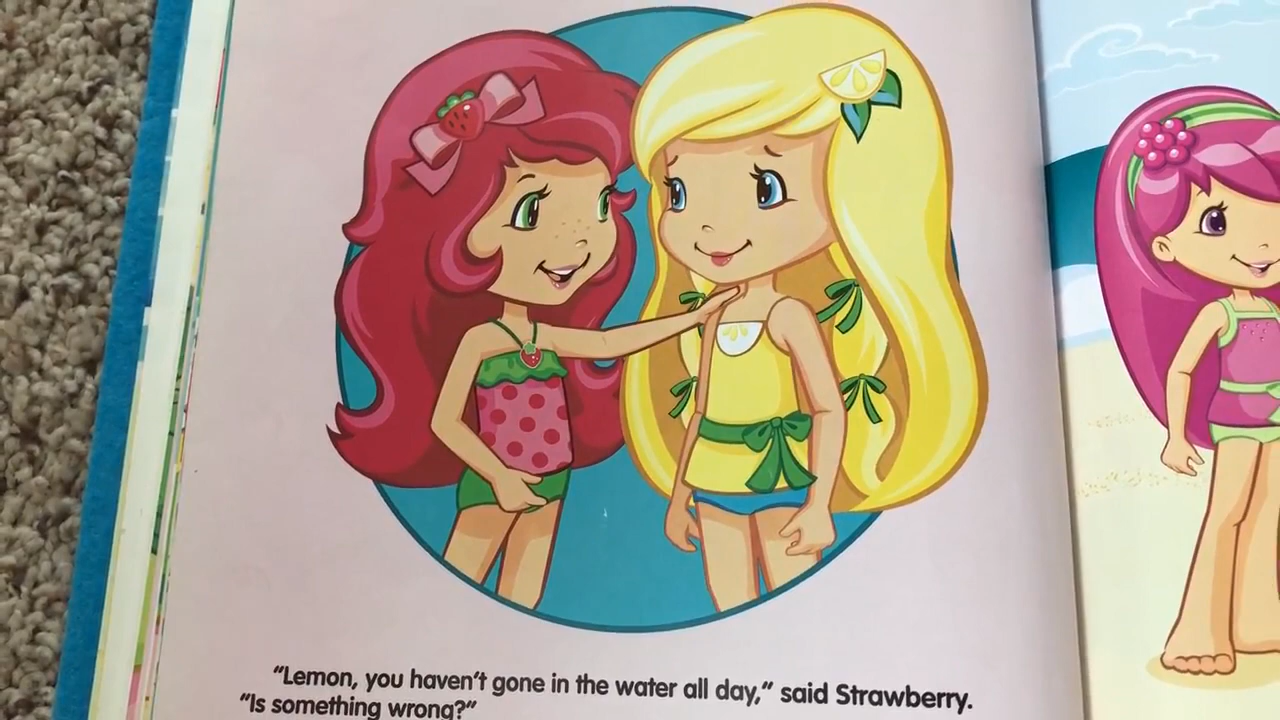 “Lemon, you haven’t gone in the water all day,” said Strawberry.
“Is something wrong?”